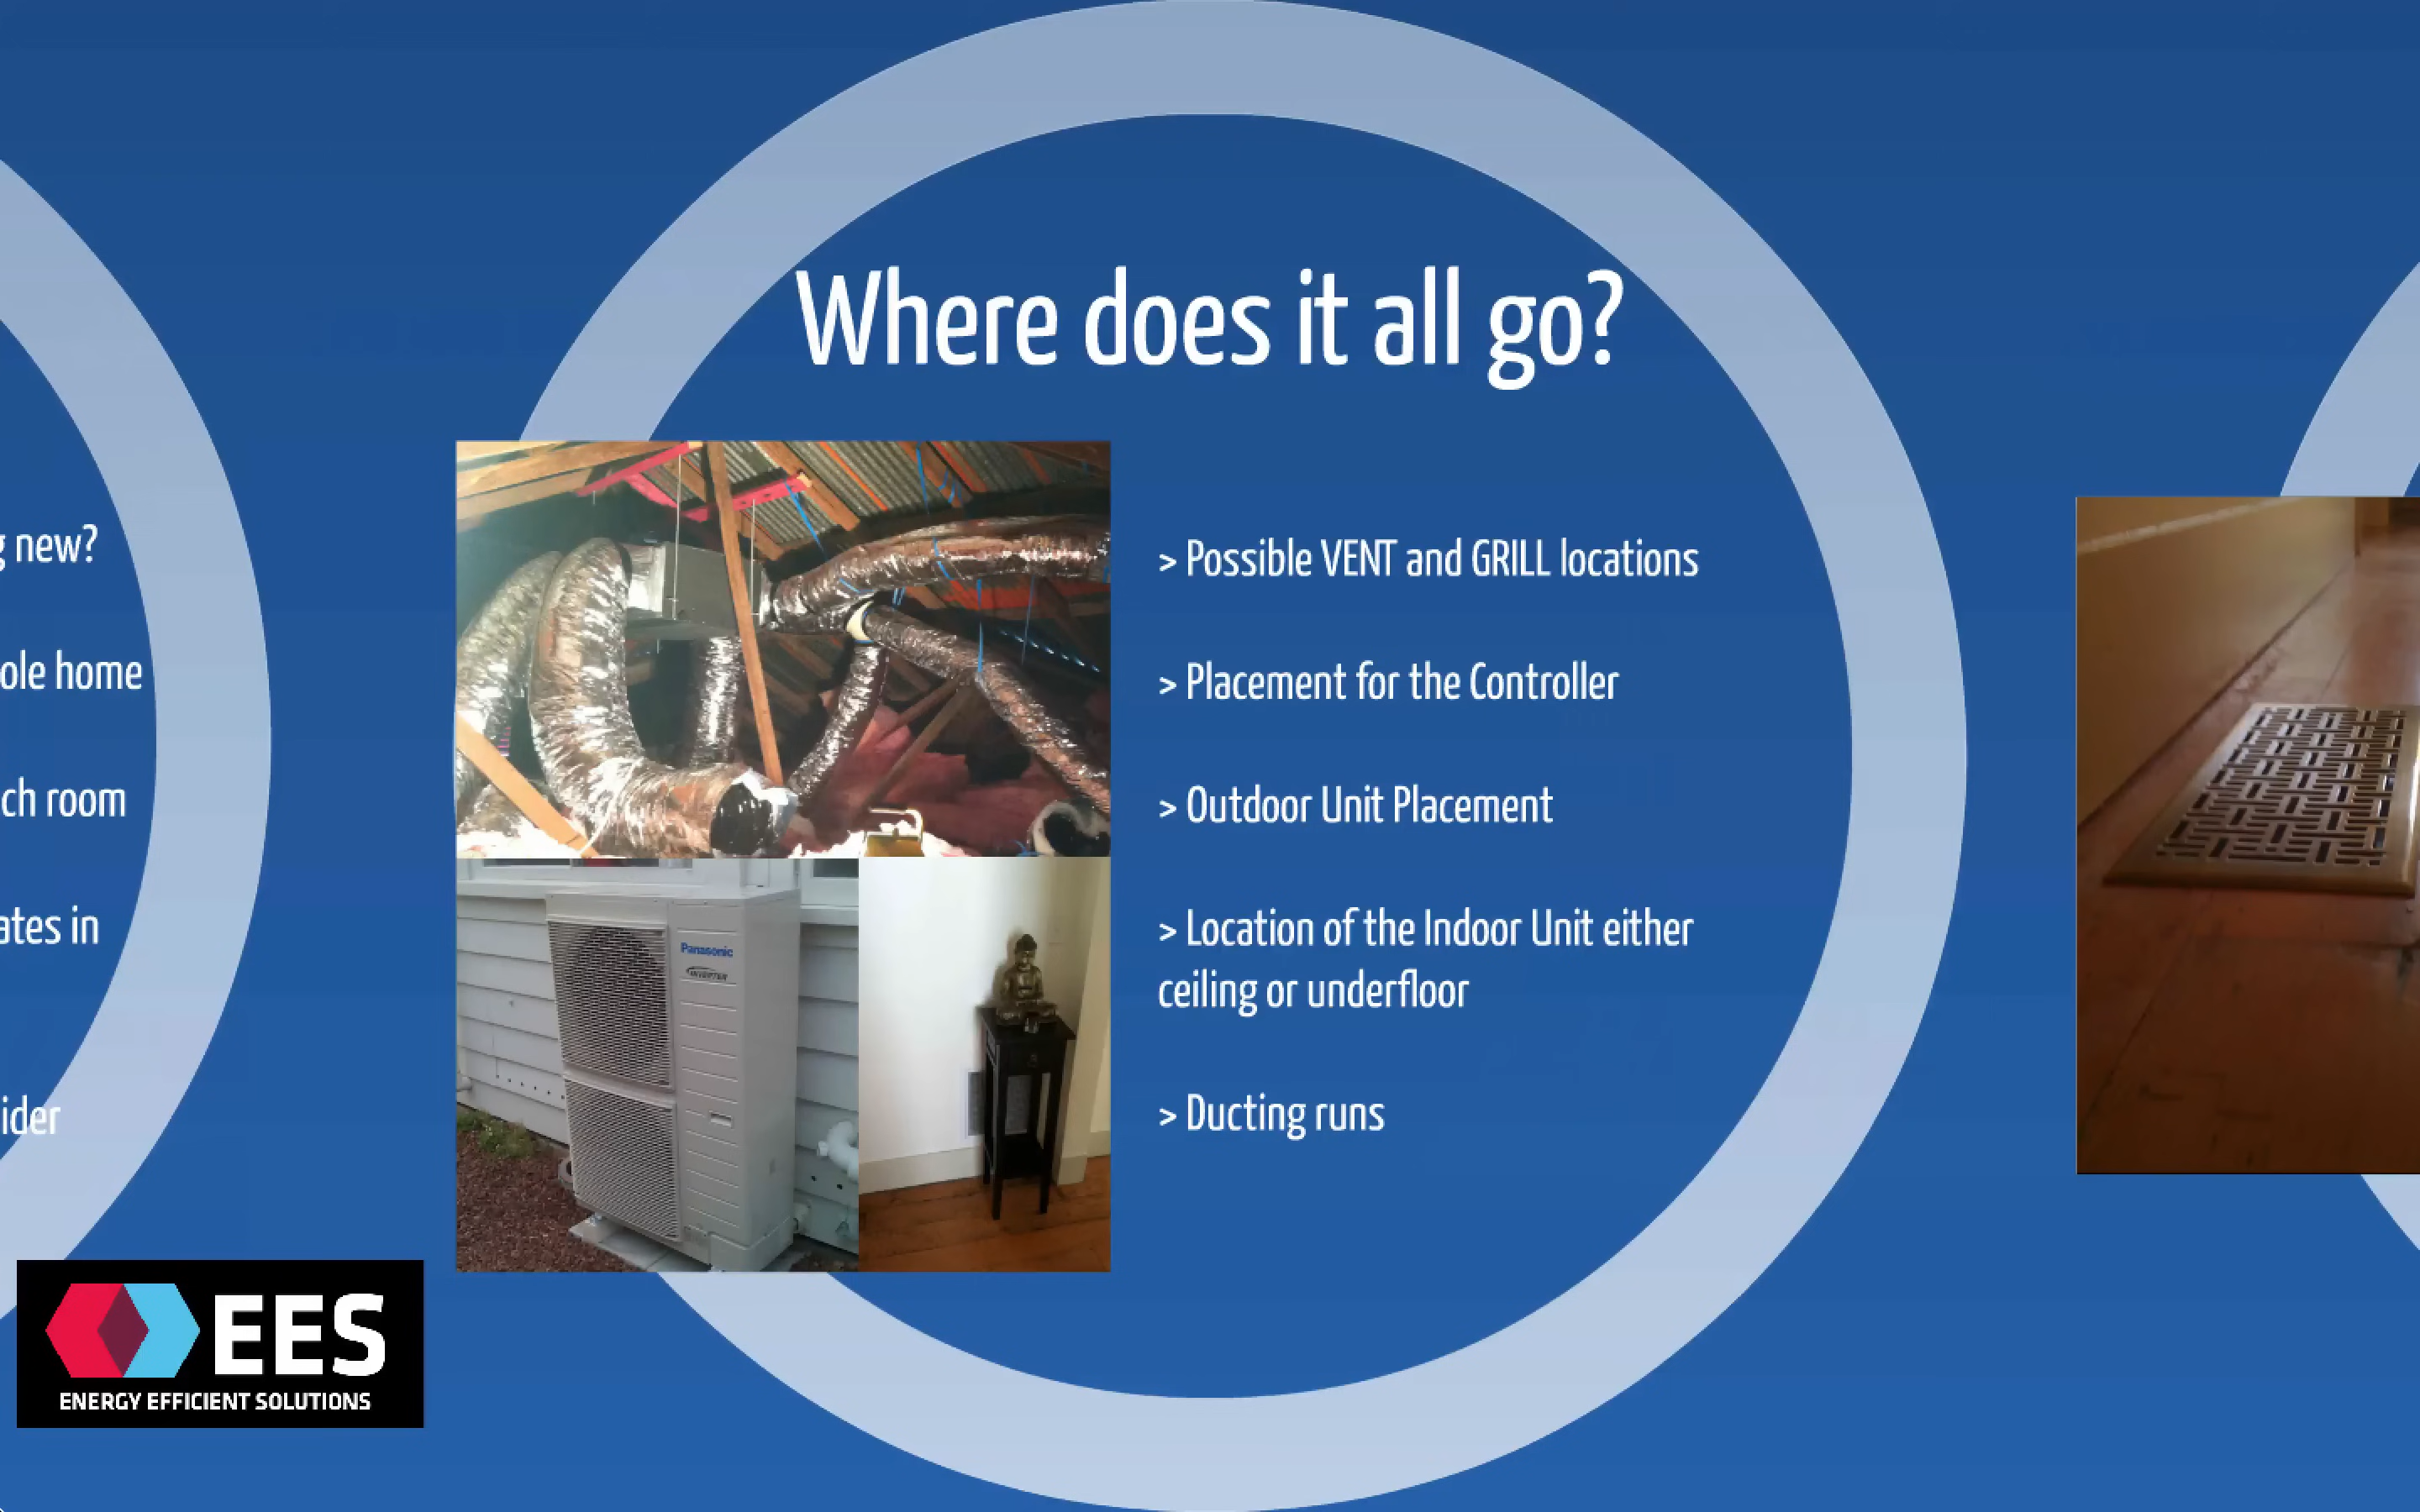 Where does it all go?
g new?
ole home
ch room
ates in
ider
> Possible VENT and GRILL locations
> Placement for the Controller
> Outdoor Unit Placement
> Location of the Indoor Unit either
ceiling or underfloor
> Ducting runs
Panasonic
INVERTER
EES
ENERGY EFFICIENT SOLUTIONS